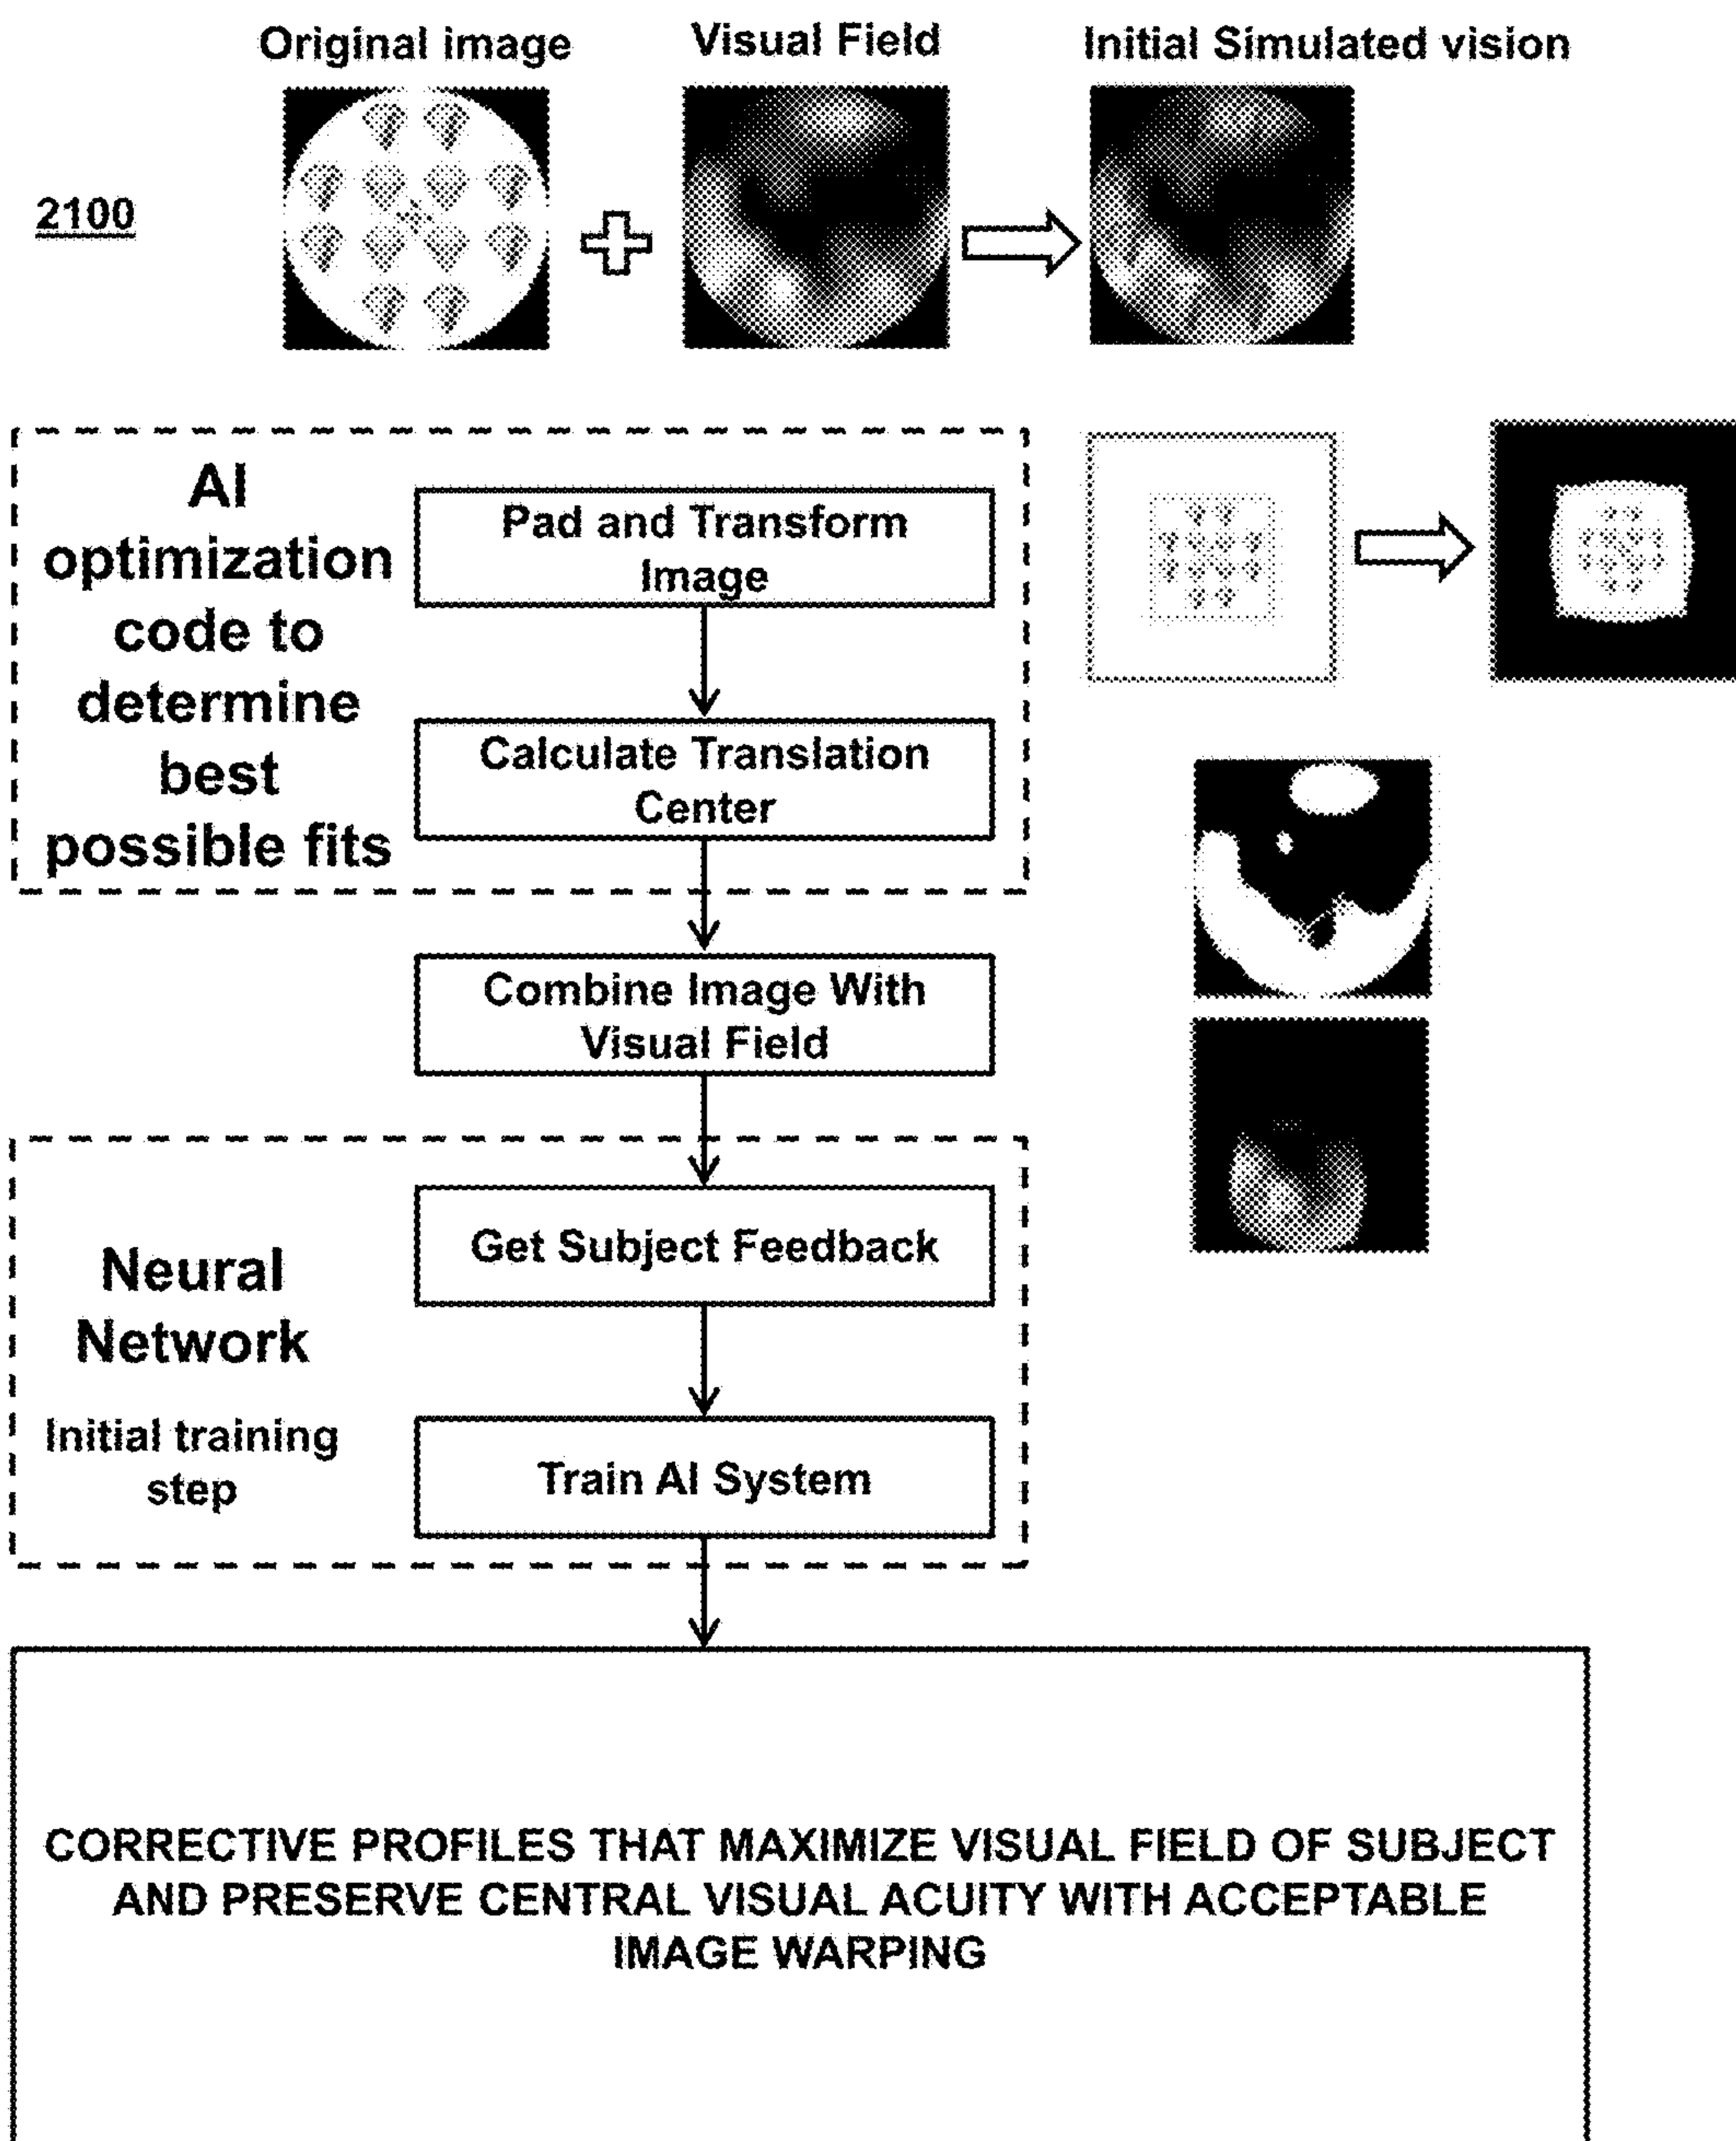 Original image
Visual Field
Initial Simulated vision
2100
AI
optimization
code to
determine
best
possible fits
Pad and Transform
Image
Calculate Translation
Center
Combine Image With
Visual Field
Neural
Network
Initial training
step
Get Subject Feedback
Train AI System
CORRECTIVE PROFILES THAT MAXIMIZE VISUAL FIELD OF SUBJECT
AND PRESERVE CENTRAL VISUAL ACUITY WITH ACCEPTABLE
IMAGE WARPING